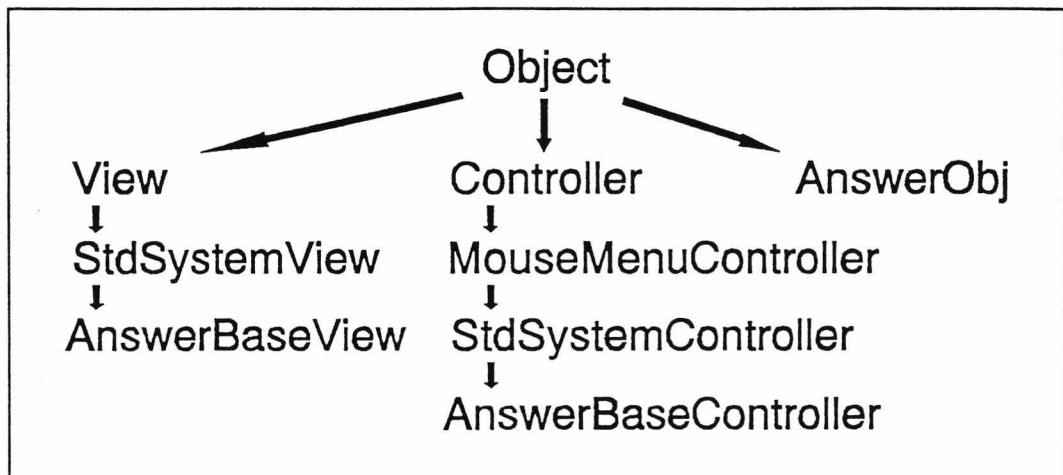 Object
View Controller AnswerObj
StdSystemView MouseMenuController
AnswerBaseView StdSystemController
AnswerBaseController